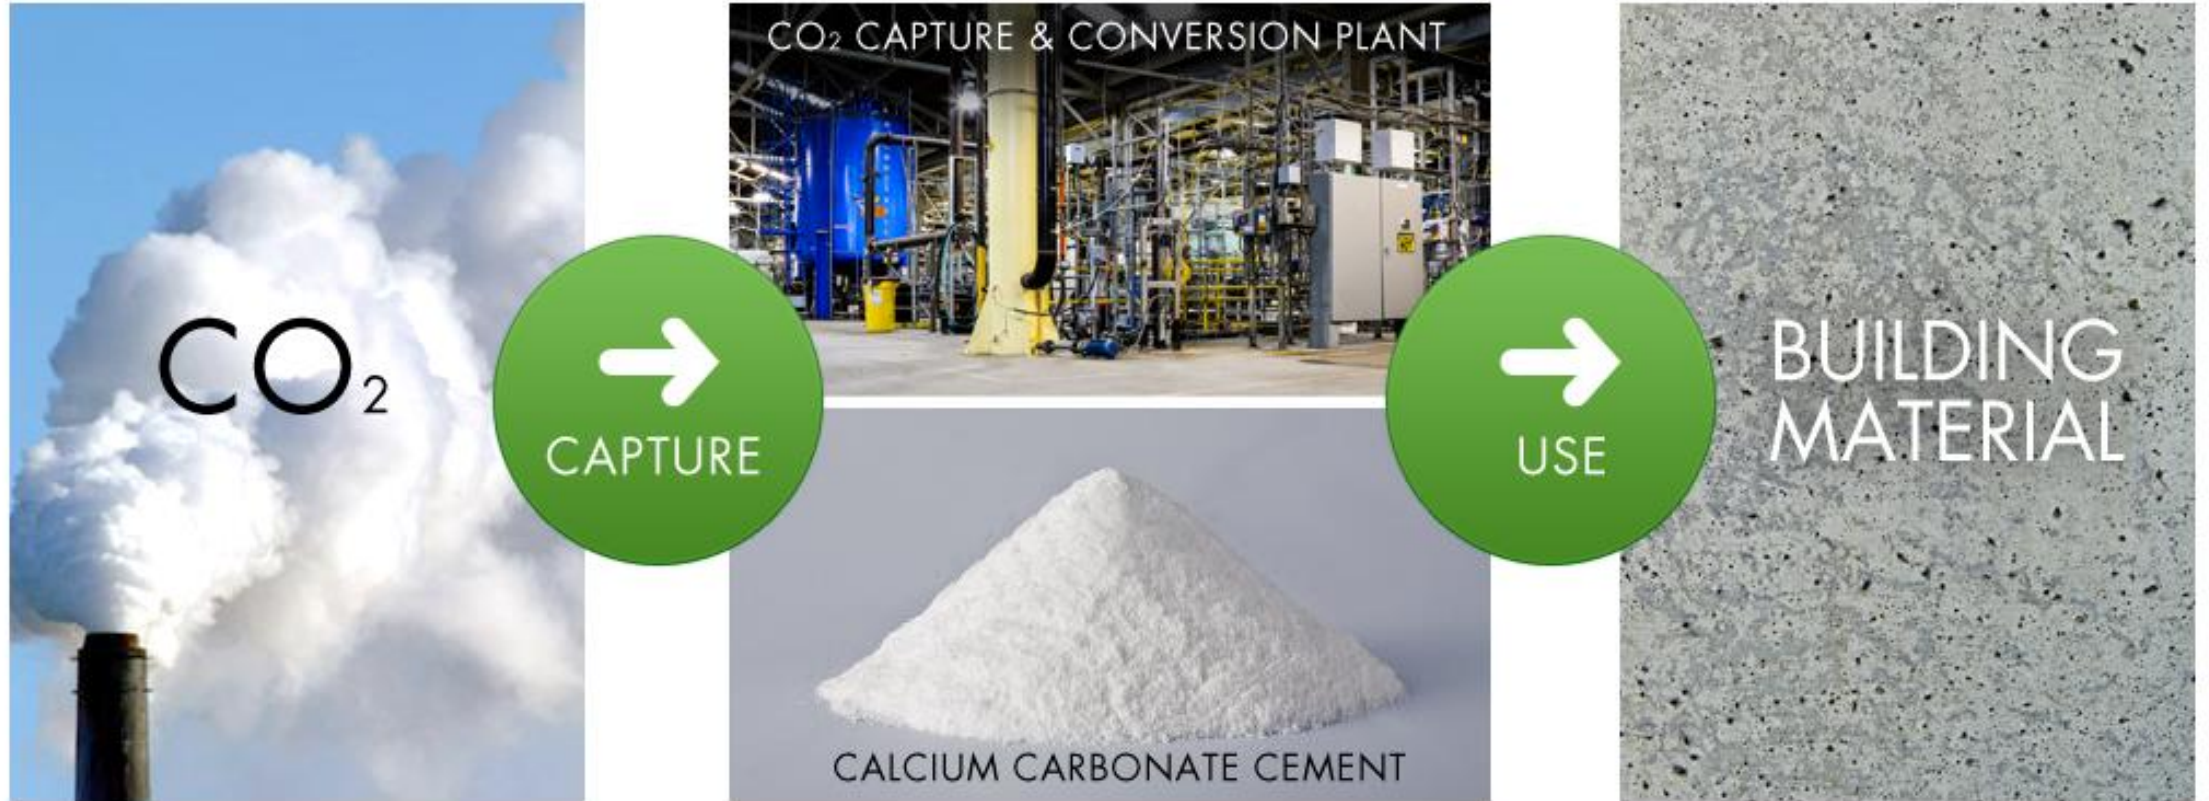 CO₂
CAPTURE
CO₂ CAPTURE & CONVERSION PLANT
CALCIUM CARBONATE CEMENT
USE
BUILDING
MATERIAL